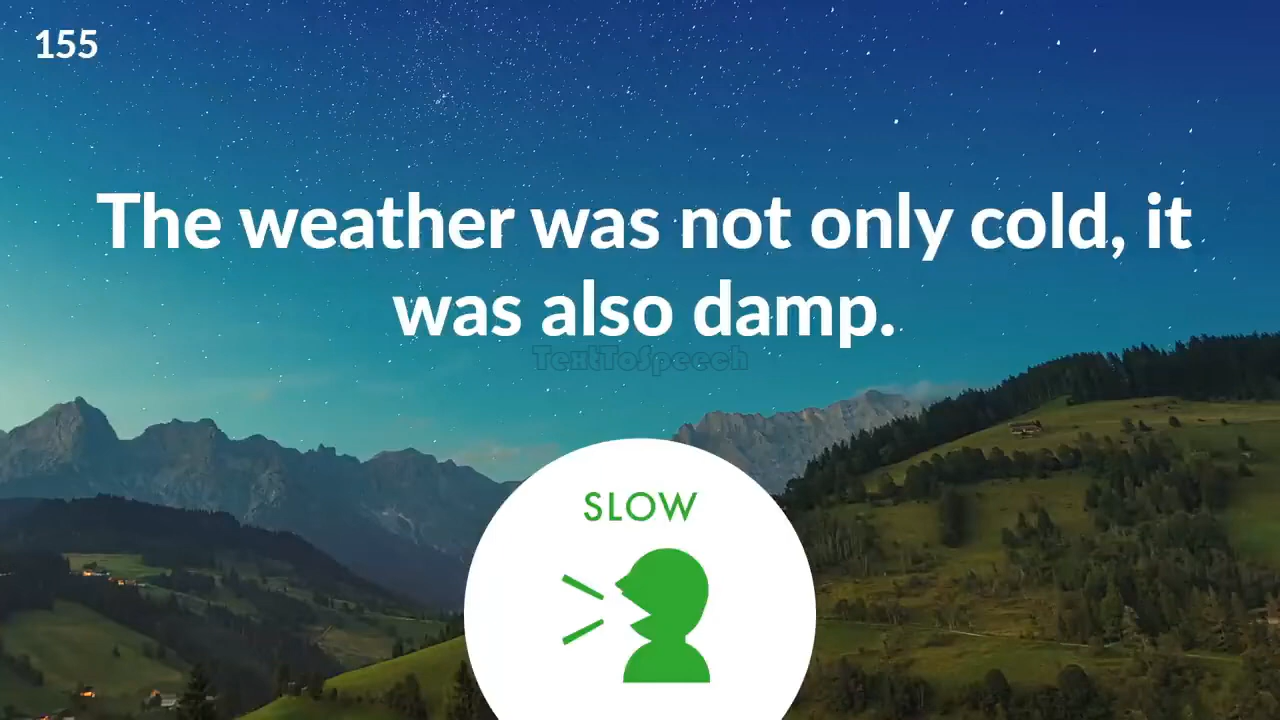 155
The weather was not only cold, it
was also damp.
TextToSpeech
SLOW